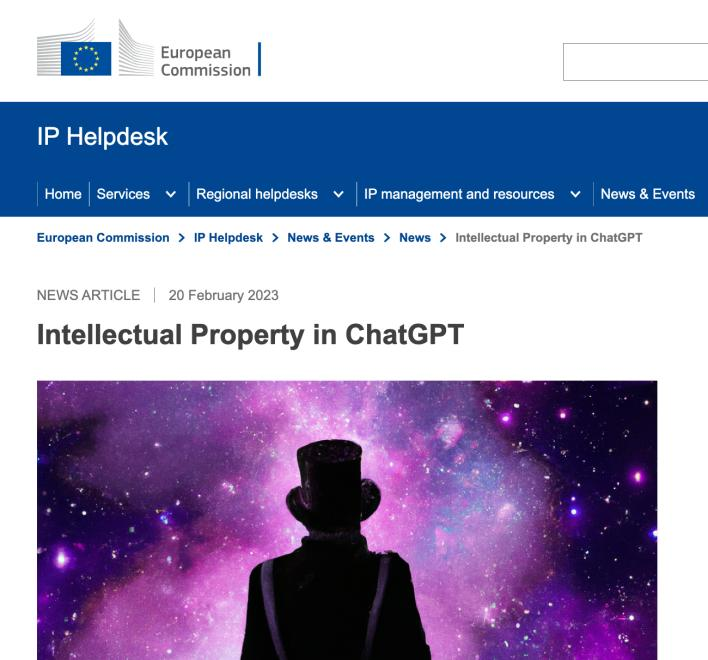 European
Commission
IP Helpdesk
Home Services Regional helpdesks IP management and resources News & Events
European Commission > IP Helpdesk > News & Events > News > Intellectual Property in ChatGPT
NEWS ARTICLE | 20 February 2023
Intellectual Property in ChatGPT